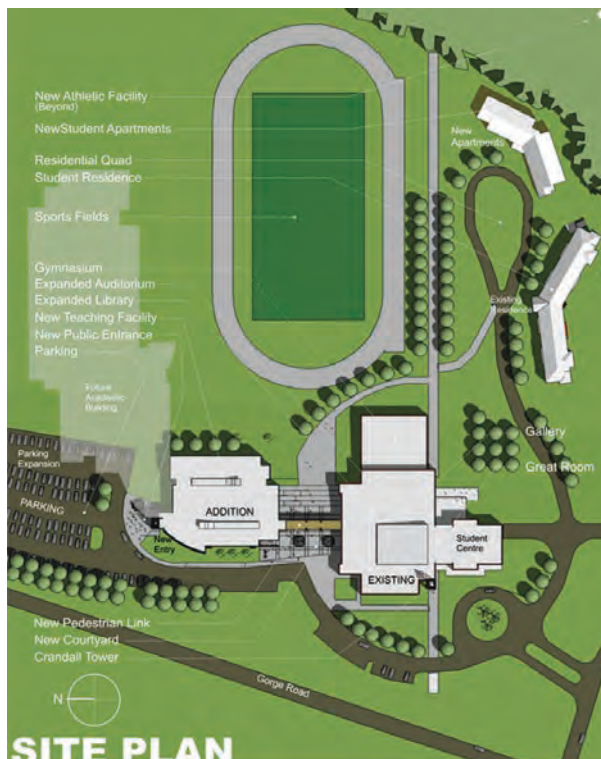 New Athletic Facility
(Beyond)
NewStudent Apartments
New
Apartments
Residential Quad
Student Residence
Sports Fields
Gymnasium
Expanded Auditorium
Expanded Library
New Teaching Facility
New Public Entrance
Parking
Existing
Residence
Future
Academic
Building
Gallery
Great Room
Parking
Expansion
PARKING
ADDITION
New
Entry
EXISTING
Student
Centre
New Pedestrian Link
New Courtyard
Crandall Tower
Gorge Road
N
SITE PLAN